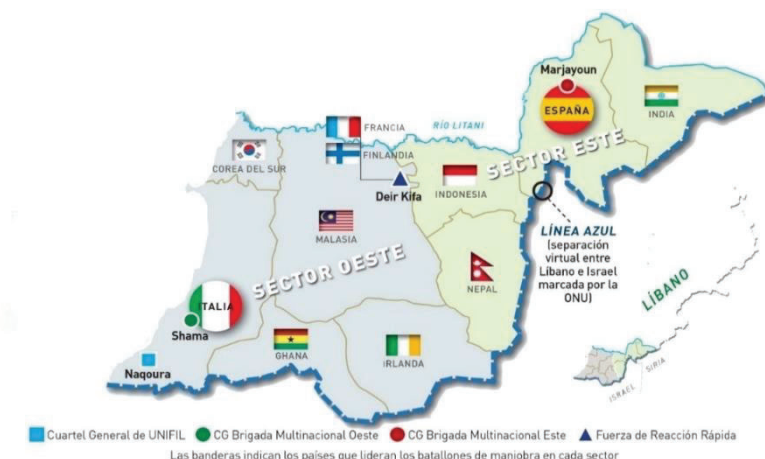 Marjayoun
ESPAÑA
INDIA
FRANCIA
RÍO LITANI
FINLANDIA
SECTOR ESTE
COREA DEL SUR
Deir Kifa
INDONESIA
MALASIA
LÍNEA AZUL
(separación
virtual entre
Líbano e Israel
marcada por la
ONU)
SECTOR OESTE
NEPAL
LÍBANO
ITALIA
Shama
GHANA
IRLANDA
Naqoura
SIRIA
ISRAEL
Cuartel General de UNIFIL CG Brigada Multinacional Oeste CG Brigada Multinacional Este Fuerza de Reacción Rápida
Las banderas indican los países que lideran los batallones de maniobra en cada sector